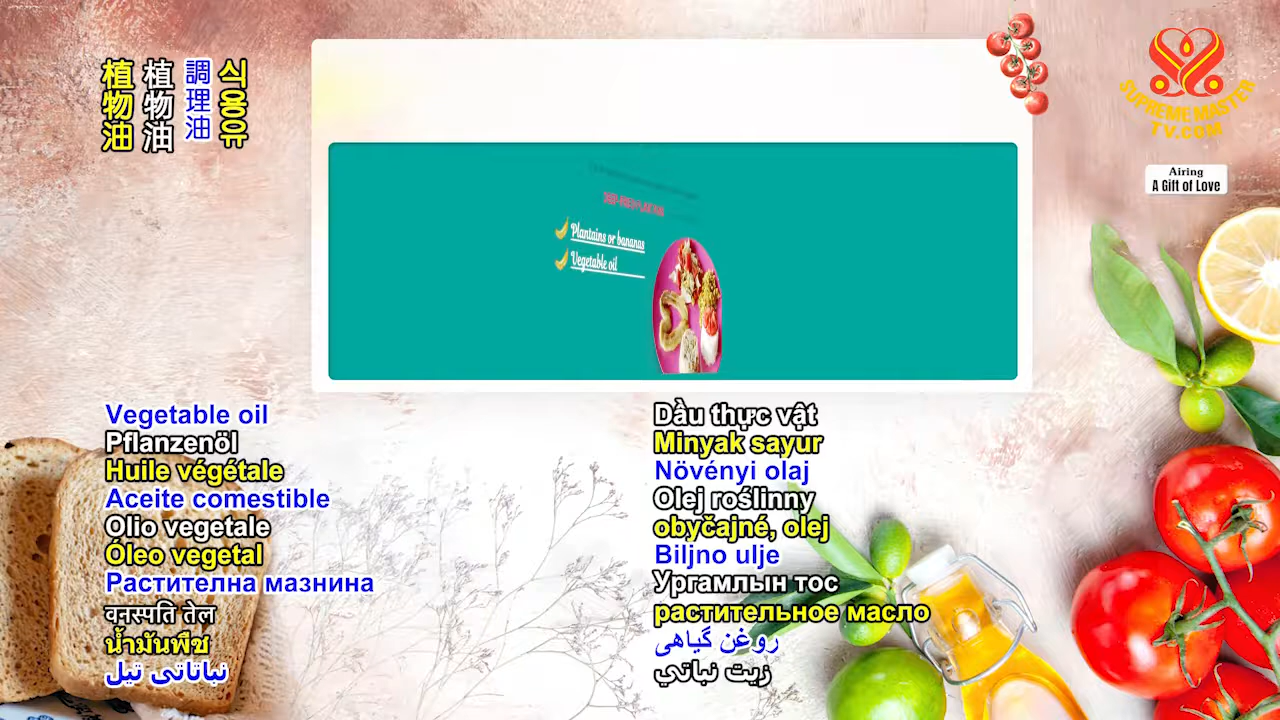 植物油
植物油
調理油
식용유
SUPREME MASTER
TV.COM
Airing
A Gift of Love
Plantains or bananas
Vegetable oil
Vegetable oil
Pflanzenöl
Huile végétale
Aceite comestible
Olio vegetale
Óleo vegetal
Растителна мазнина
वनस्पति तेल
น้ำมันพืช
نباتاتی تیل
Dầu thực vật
Minyak sayur
Növényi olaj
Olej roślinny
obyčajné, olej
Biljno ulje
Ургамлын тос
растительное масло
روغن گیاهی
زيت نباتي